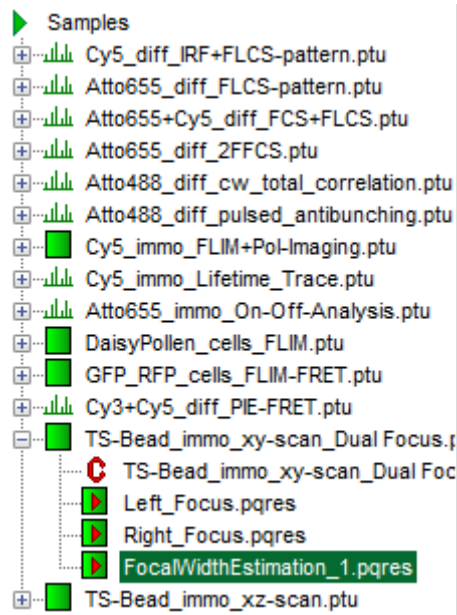 Samples
Cy5_diff_IRF+FLCS-pattern.ptu
Atto655_diff_FLCS-pattern.ptu
Atto655+Cy5_diff_FCS+FLCS.ptu
Atto655_diff_2FFCS.ptu
Atto488_diff_cw_total_correlation.ptu
Atto488_diff_pulsed_antibunching.ptu
Cy5_immo_FLIM+Pol-Imaging.ptu
Cy5_immo_Lifetime_Trace.ptu
Atto655_immo_On-Off-Analysis.ptu
DaisyPollen_cells_FLIM.ptu
GFP_RFP_cells_FLIM-FRET.ptu
Cy3+Cy5_diff_PIE-FRET.ptu
TS-Bead_immo_xy-scan_Dual Focus.p
C TS-Bead_immo_xy-scan_Dual Foc
Left_Focus.pqres
Right_Focus.pqres
FocalWidthEstimation_1.pqres
TS-Bead_immo_xz-scan.ptu